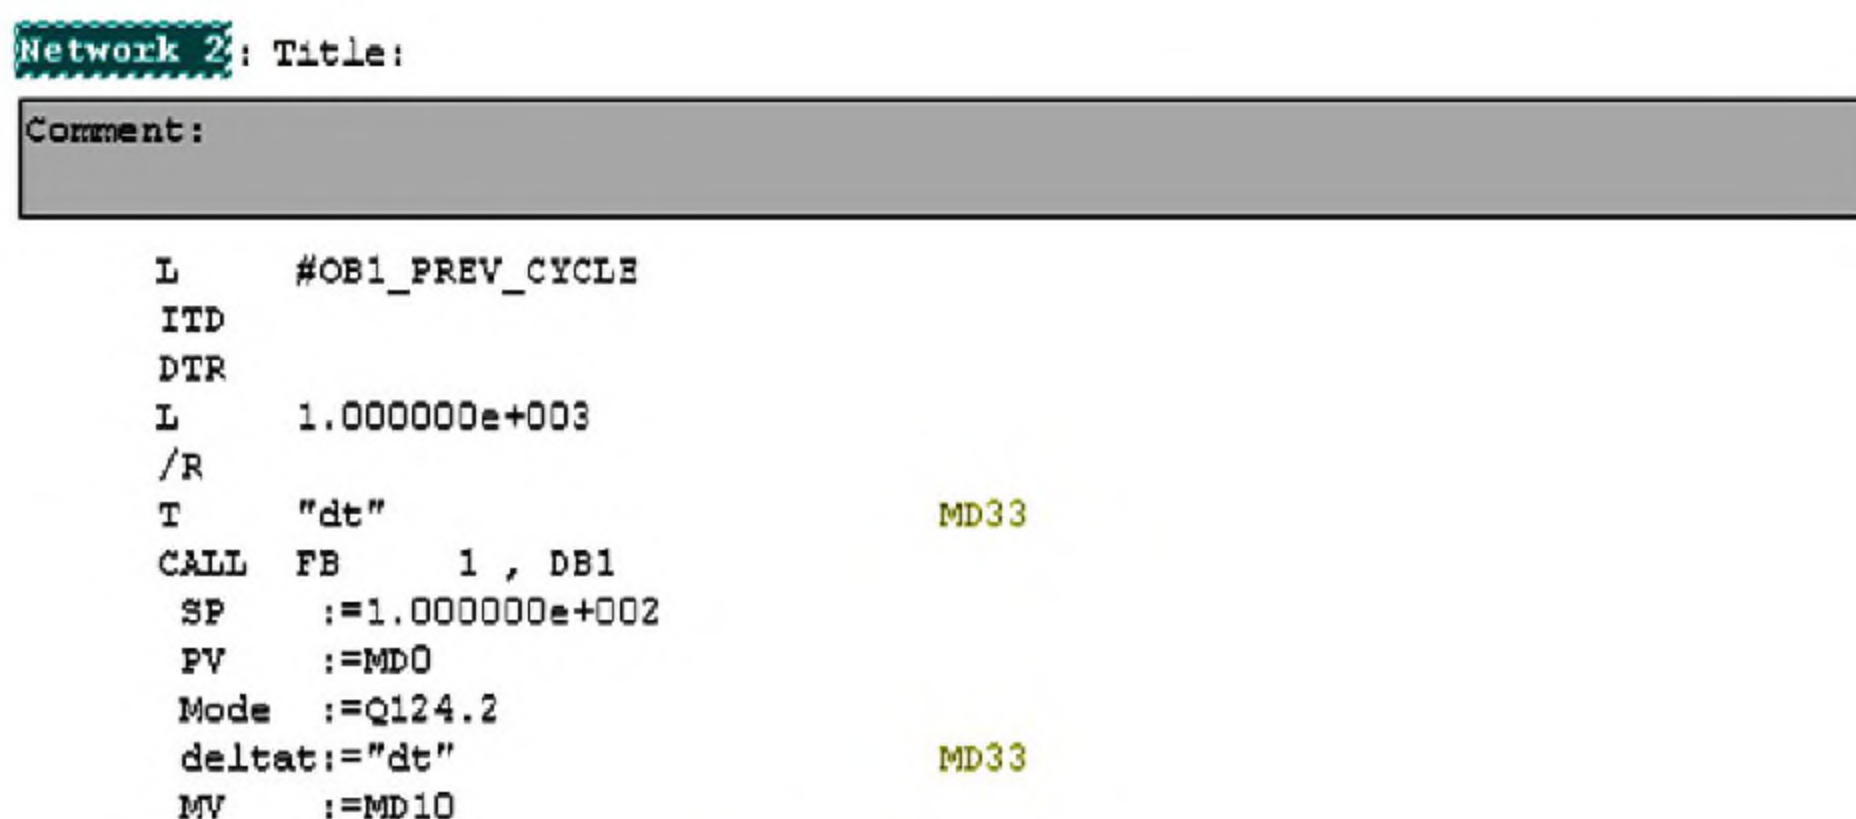 Network 2: Title:
Comment:
L #OB1_PREV_CYCLE
ITD
DTR
L 1.000000e+003
/R
T "dt" MD33
CALL FB 1 , DB1
SP :=1.000000e+002
PV :=MD0
Mode :=Q124.2
deltat:="dt" MD33
MV :=MD10